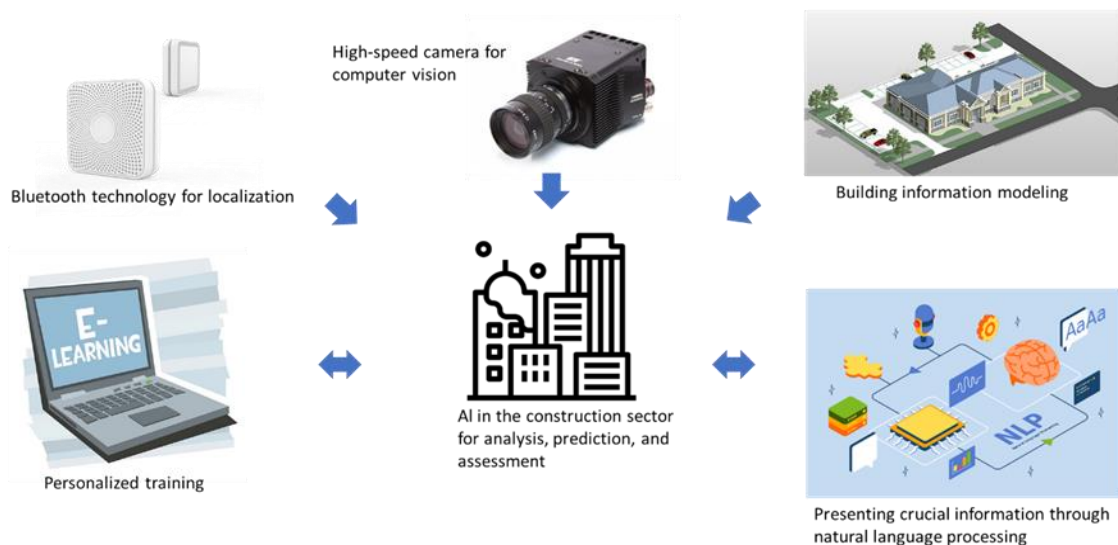 High-speed camera for
computer vision
Bluetooth technology for localization
Building information modeling
E-
LEARNING
AaAa
NLP
AI in the construction sector
for analysis, prediction, and
assessment
Personalized training
Presenting crucial information through
natural language processing